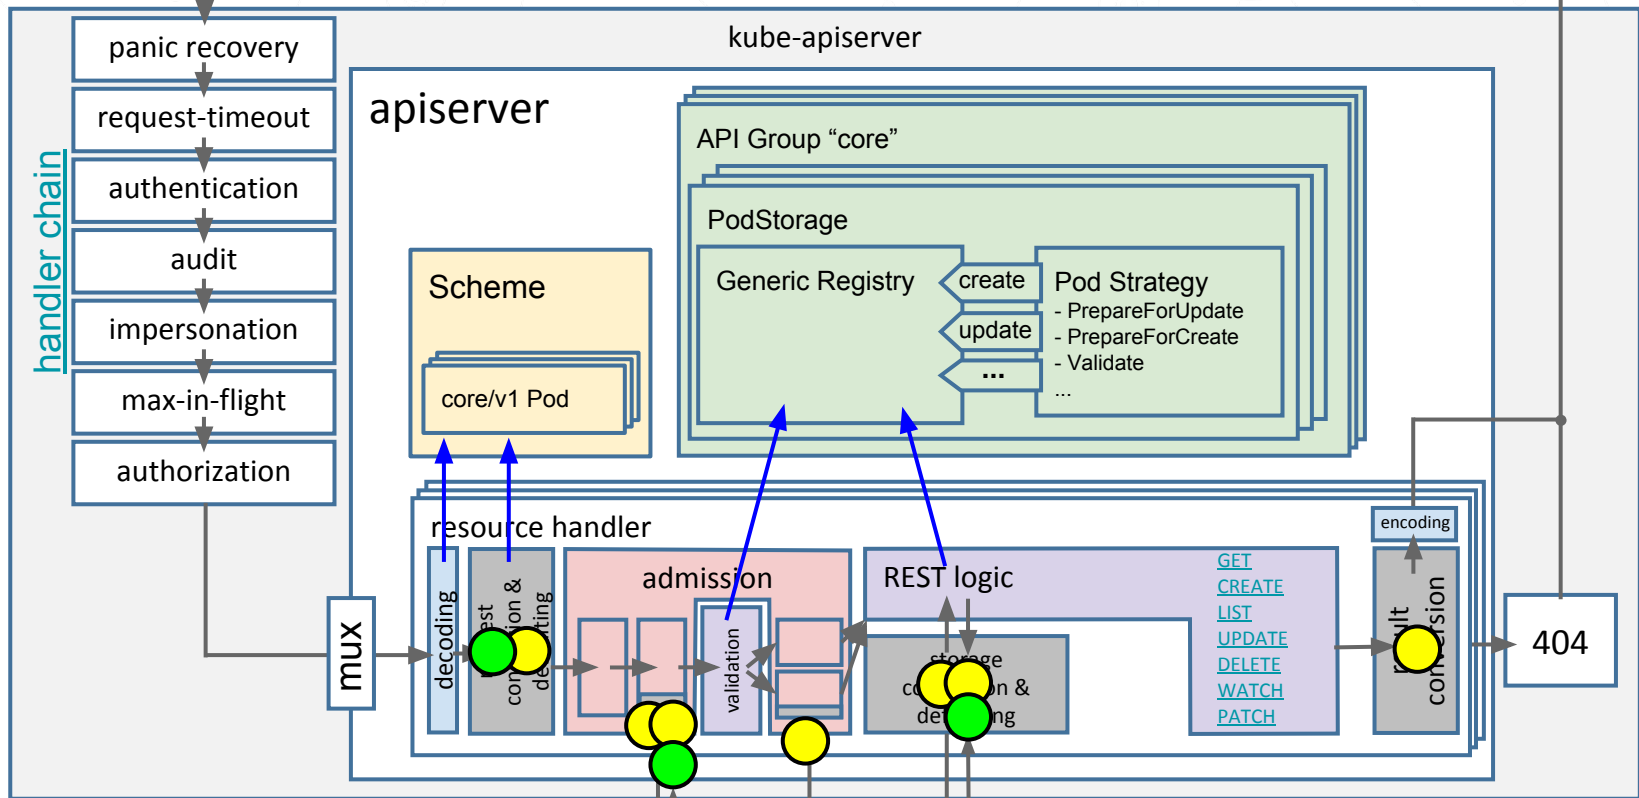 kube-apiserver
panic recovery
request-timeout
authentication
audit
impersonation
max-in-flight
authorization
handler chain
apiserver
API Group “core”
PodStorage
Generic Registry
create
update
...
Pod Strategy
- PrepareForUpdate
- PrepareForCreate
- Validate
...
Scheme
core/v1 Pod
resource handler
mux
decoding
&
admission
validation
REST logic
storage
&
GET
CREATE
LIST
UPDATE
DELETE
WATCH
PATCH
encoding
conversion
404